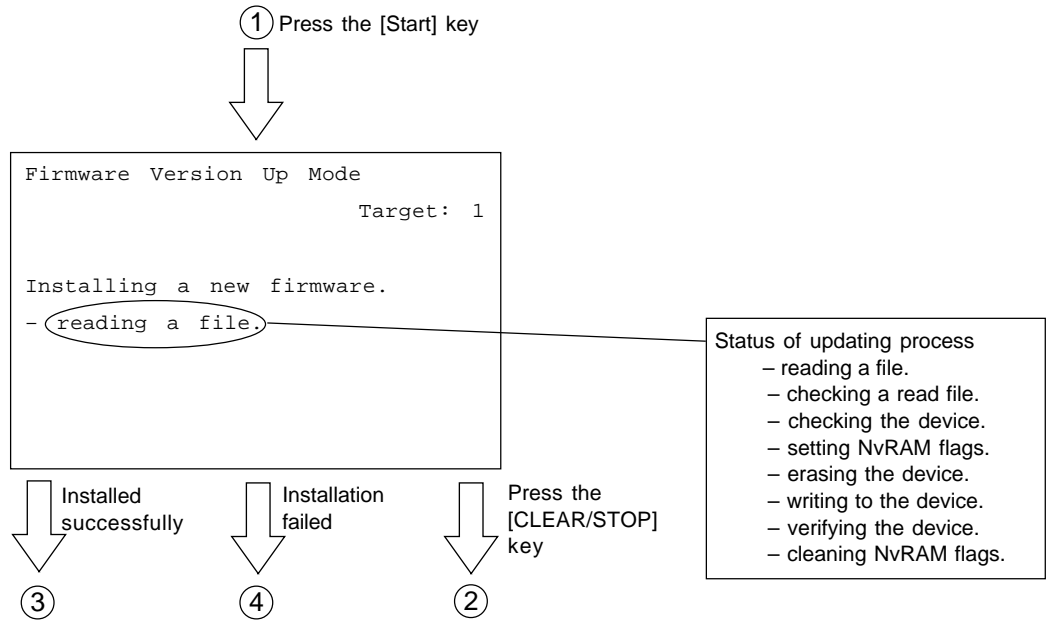 1 Press the [Start] key
Firmware Version Up Mode
Target: 1
Installing a new firmware.
– reading a file.
Status of updating process
– reading a file.
– checking a read file.
– checking the device.
– setting NvRAM flags.
– erasing the device.
– writing to the device.
– verifying the device.
– cleaning NvRAM flags.
Installed
successfully
Installation
failed
Press the
[CLEAR/STOP]
key
3
4
2